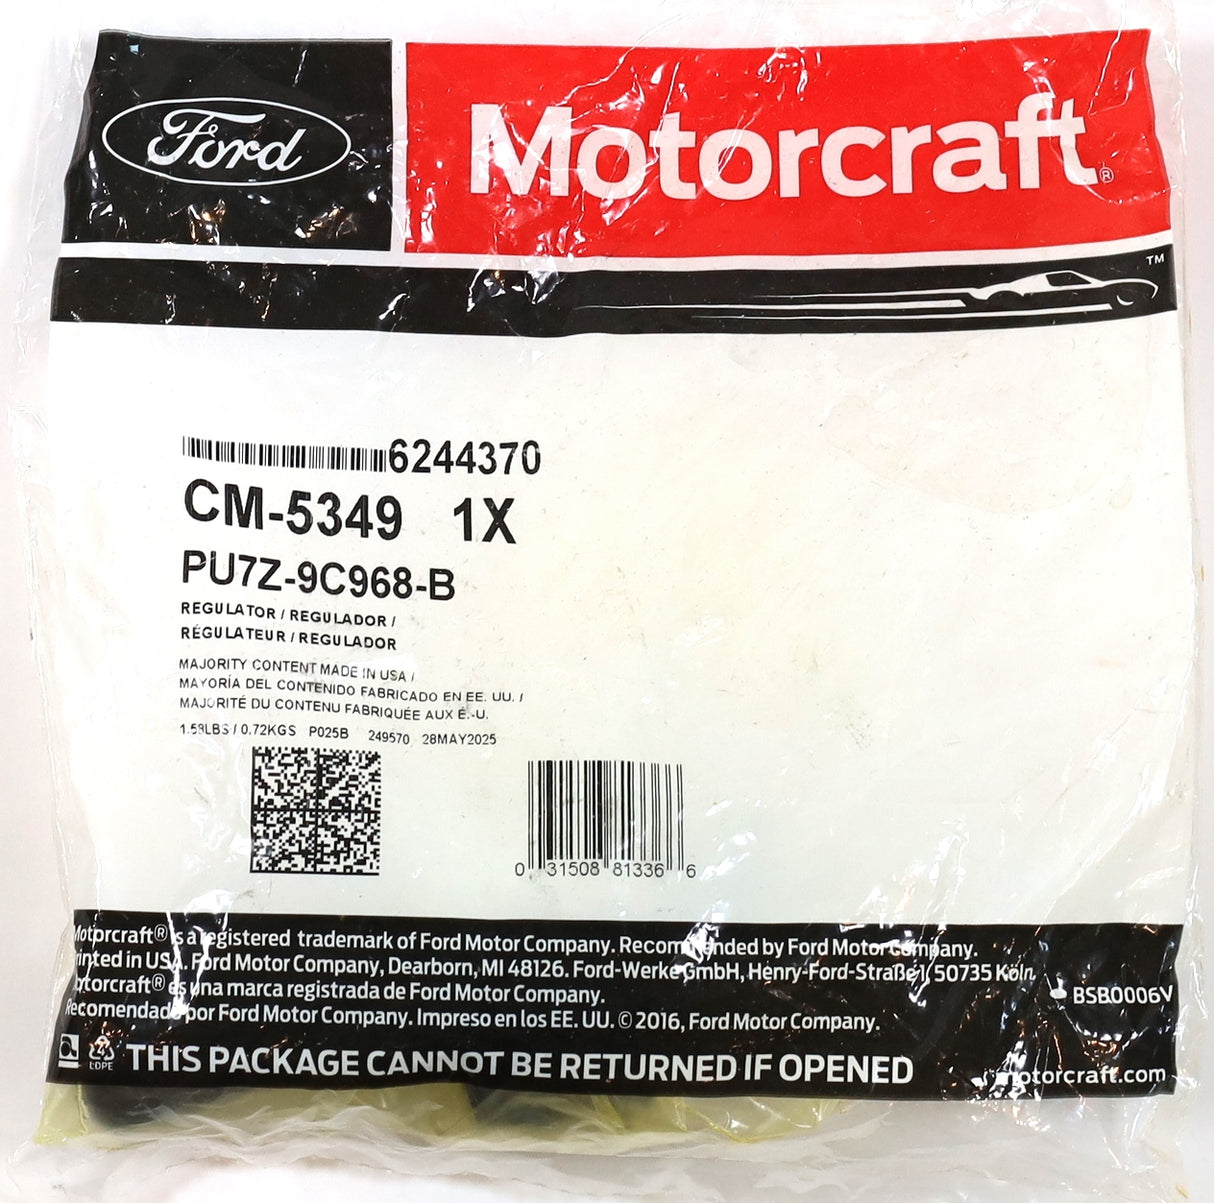 Ford
Motorcraft®
TM
6244370
CM-5349 1X
PU7Z-9C968-B
REGULATOR / REGULADOR /
RÉGULATEUR / REGULADOR
MAJORITY CONTENT MADE IN USA /
MAYORÍA DEL CONTENIDO FABRICADO EN EE. UU. /
MAJORITÉ DU CONTENU FABRIQUÉE AUX É.-U.
1.59LBS / 0.72KGS P025B 249570 28MAY2025
0 31508 81336 6
Motorcraft® is a registered trademark of Ford Motor Company. Recommended by Ford Motor Company.
Printed in USA. Ford Motor Company, Dearborn, MI 48126. Ford-Werke GmbH, Henry-Ford-Straße 1, 50735 Köln.
Motorcraft® es una marca registrada de Ford Motor Company.
BSB0006V
Recomendado por Ford Motor Company. Impreso en los EE. UU. © 2016, Ford Motor Company.
4
LDPE
THIS PACKAGE CANNOT BE RETURNED IF OPENED
motorcraft.com